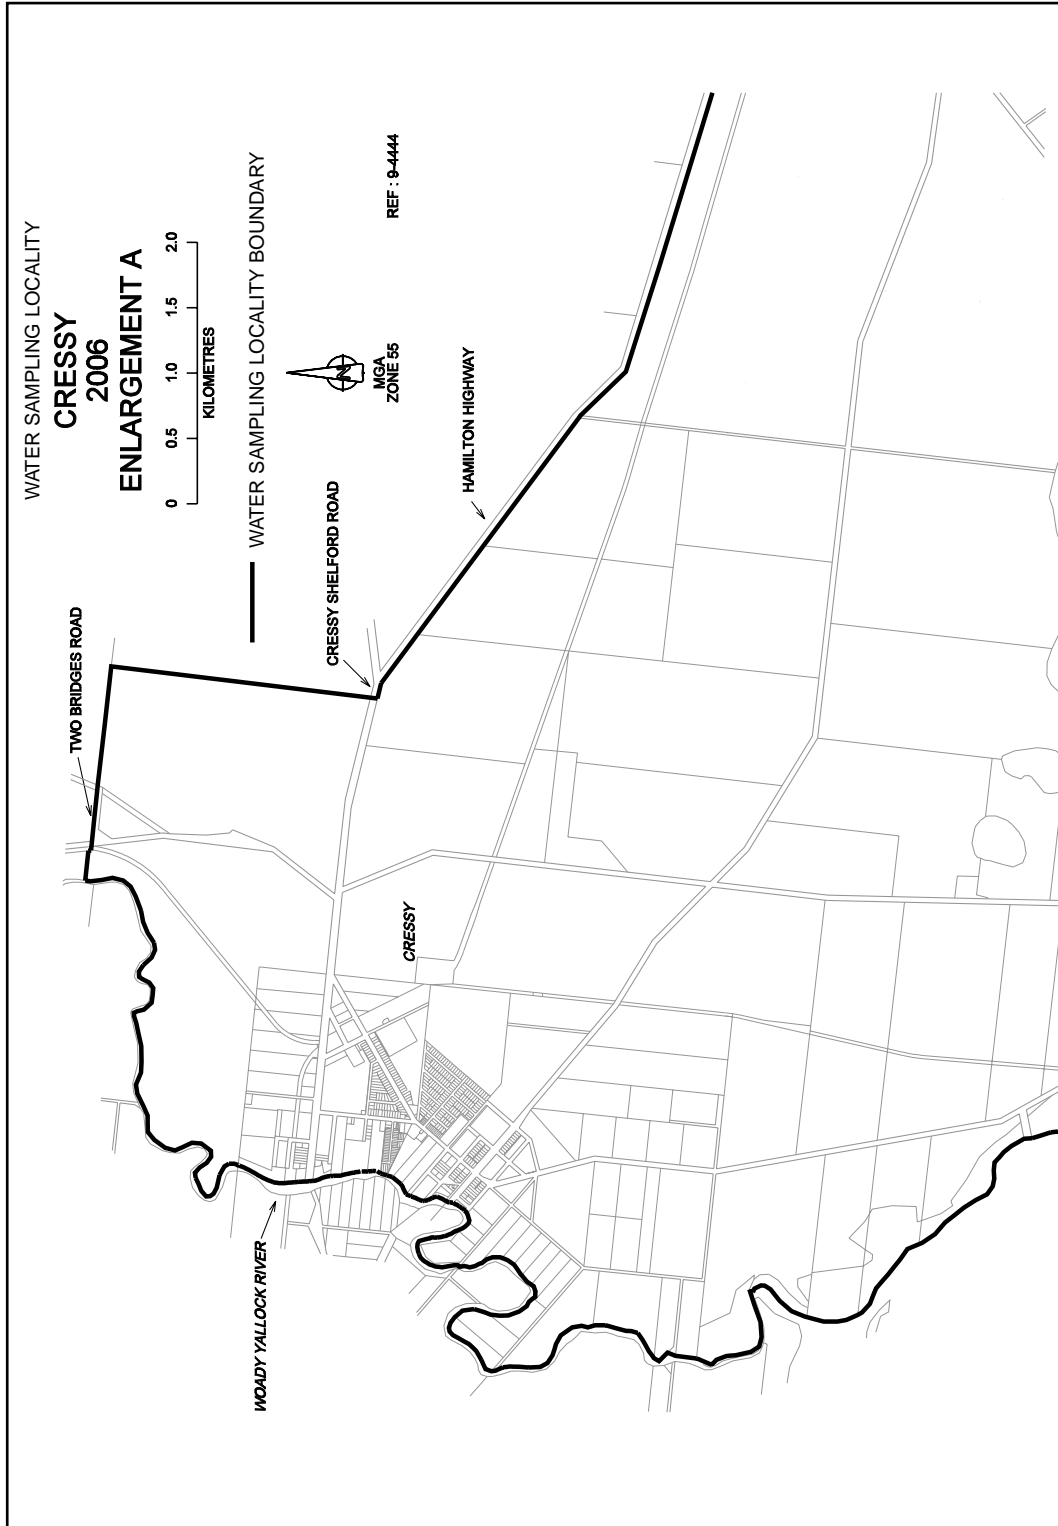 WATER SAMPLING LOCALITY
CRESSY
2006
ENLARGEMENT A
0 0.5 1.0 1.5 2.0
KILOMETRES
WATER SAMPLING LOCALITY BOUNDARY
N
MGA
ZONE 55
REF : 9-4444
TWO BRIDGES ROAD
CRESSY SHELFORD ROAD
HAMILTON HIGHWAY
CRESSY
WOADY YALLOCK RIVER